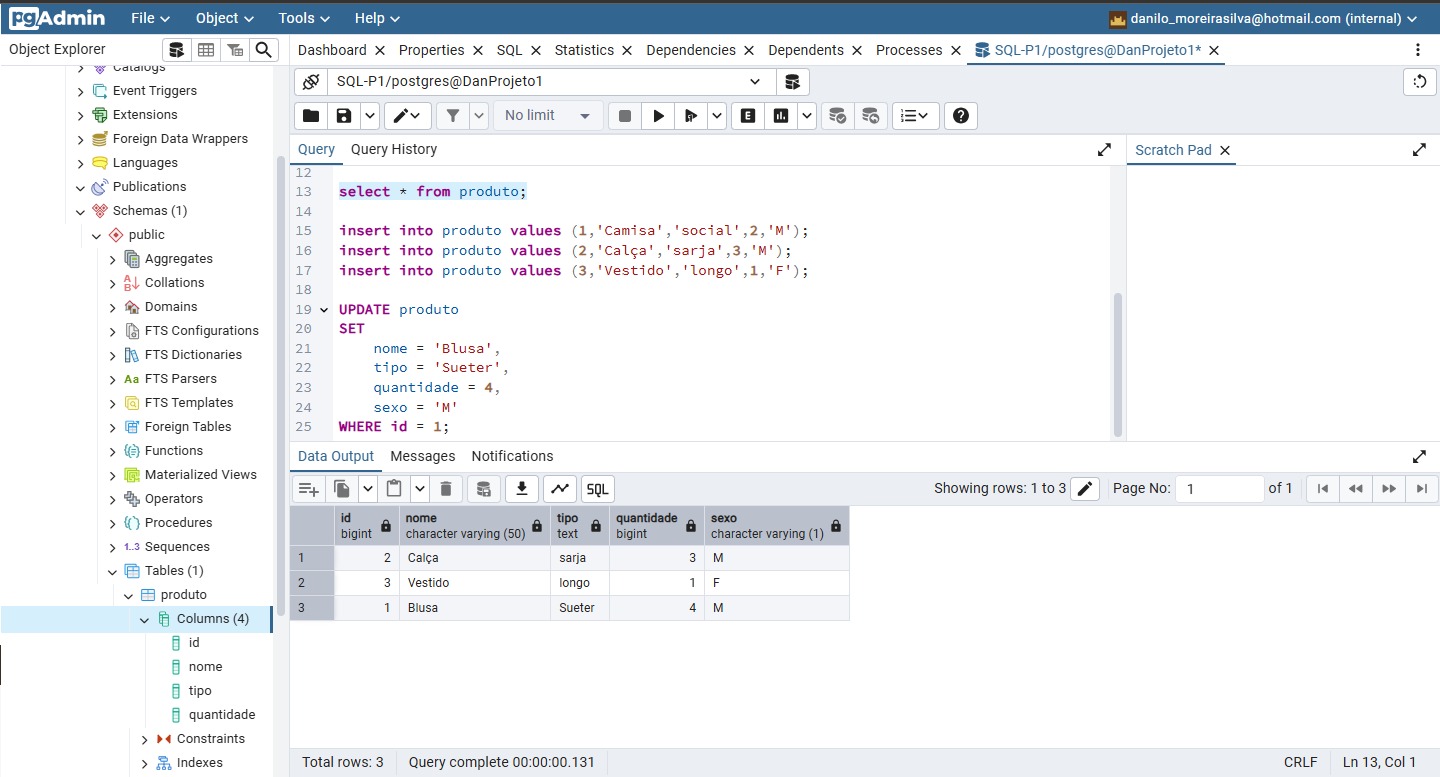 pgAdmin File Object Tools Help danilo_moreirasilva@hotmail.com (internal)
Object Explorer
Dashboard Properties SQL Statistics Dependencies Dependents Processes SQL-P1/postgres@DanProjeto1*
SQL-P1/postgres@DanProjeto1
No limit
E
Query Query History
Scratch Pad
Catalogs
Event Triggers
Extensions
Foreign Data Wrappers
Languages
Publications
Schemas (1)
public
Aggregates
Collations
Domains
FTS Configurations
FTS Dictionaries
Aa FTS Parsers
FTS Templates
Foreign Tables
Functions
Materialized Views
Operators
Procedures
1..3 Sequences
Tables (1)
produto
Columns (4)
id
nome
tipo
quantidade
Constraints
Indexes
12
13 select * from produto;
14
15 insert into produto values (1,'Camisa','social',2,'M');
16 insert into produto values (2,'Calça','sarja',3,'M');
17 insert into produto values (3,'Vestido','longo',1,'F');
18
19 UPDATE produto
20 SET
21 nome = 'Blusa',
22 tipo = 'Sueter',
23 quantidade = 4,
24 sexo = 'M'
25 WHERE id = 1;
Data Output Messages Notifications
SQL Showing rows: 1 to 3 Page No: 1 of 1
id nome tipo quantidade sexo
bigint character varying (50) text bigint character varying (1)
1 2 Calça sarja 3 M
2 3 Vestido longo 1 F
3 1 Blusa Sueter 4 M
Total rows: 3 Query complete 00:00:00.131 CRLF Ln 13, Col 1